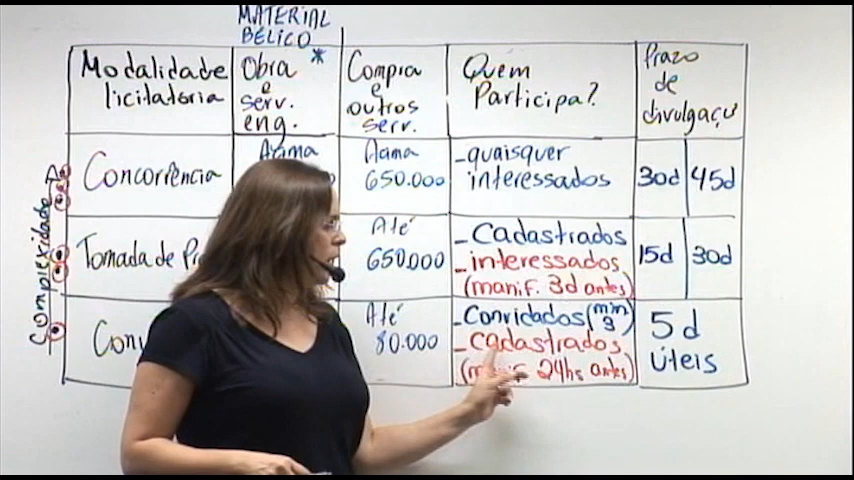 MATERIAL
BÉLICO
Modalidade
licitatória
Obra *
e
serv.
eng.
Compra
e
outros
serv.
Quem
Participa?
Prazo
de
divulgaçu
Complexidade
Concorrência
Acima
Acima
650.000
-quaisquer
interessados
30d 45d
Tomada de
Até
650.000
-Cadastrados
-interessados
(manif. 3d antes)
15d 30d
Até
80.000
-Convidados (min
3)
-cadastrados
24hs antes)
5 d
úteis